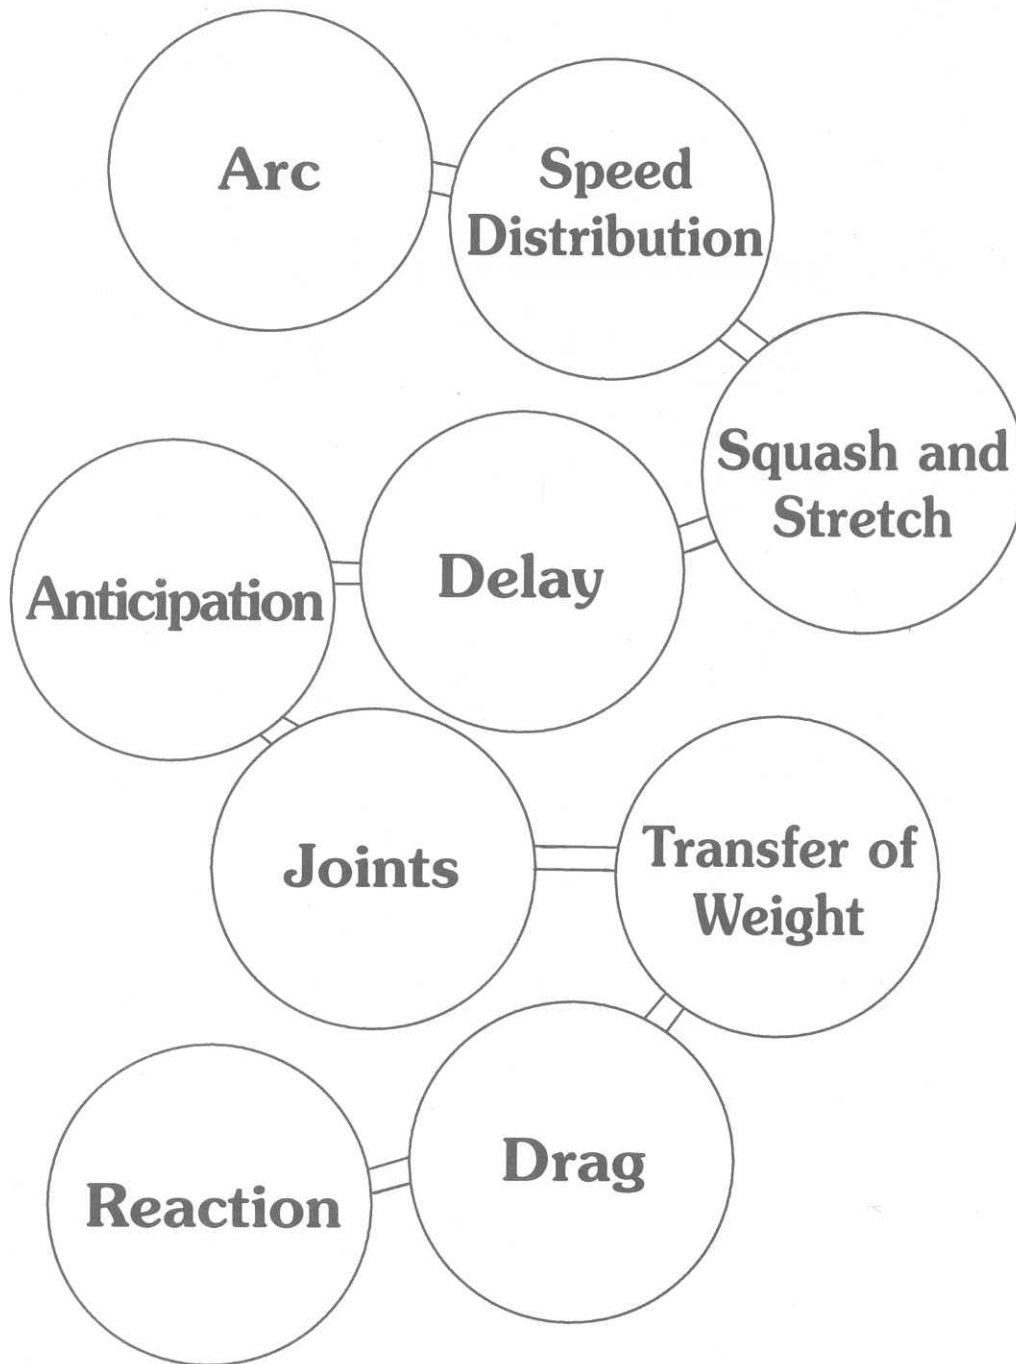 Arc
Speed
Distribution
Squash and
Stretch
Delay
Anticipation
Joints
Transfer of
Weight
Drag
Reaction